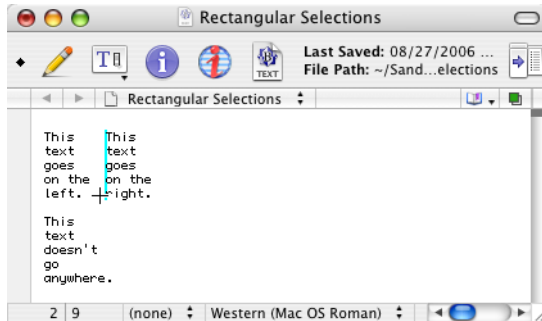 Rectangular Selections
T
i
TEXT
Last Saved: 08/27/2006 ...
File Path: ~/Sand...elections
Rectangular Selections
This    This
text    text
goes    goes
on the  on the
left.   right.
This
text
doesn't
go
anywhere.
2 9 (none) Western (Mac OS Roman)